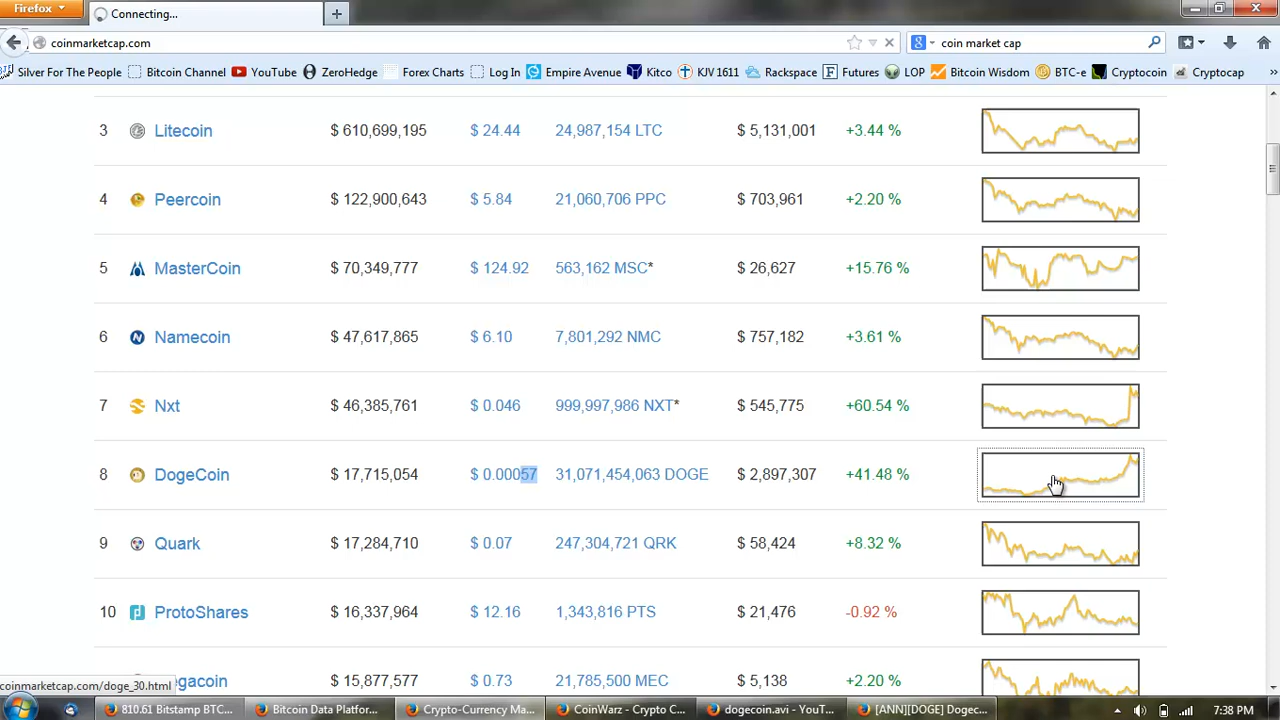 Firefox
Connecting...
coinmarketcap.com
coin market cap
Silver For The People Bitcoin Channel YouTube ZeroHedge Forex Charts Log In Empire Avenue Kitco KJV 1611 Rackspace Futures LOP Bitcoin Wisdom BTC-e Cryptocoin Cryptocap »
3 Litecoin $ 610,699,195 $ 24.44 24,987,154 LTC $ 5,131,001 +3.44 %
4 Peercoin $ 122,900,643 $ 5.84 21,060,706 PPC $ 703,961 +2.20 %
5 MasterCoin $ 70,349,777 $ 124.92 563,162 MSC* $ 26,627 +15.76 %
6 Namecoin $ 47,617,865 $ 6.10 7,801,292 NMC $ 757,182 +3.61 %
7 Nxt $ 46,385,761 $ 0.046 999,997,986 NXT* $ 545,775 +60.54 %
8 DogeCoin $ 17,715,054 $ 0.00057 31,071,454,063 DOGE $ 2,897,307 +41.48 %
9 Quark $ 17,284,710 $ 0.07 247,304,721 QRK $ 58,424 +8.32 %
10 ProtoShares $ 16,337,964 $ 12.16 1,343,816 PTS $ 21,476 -0.92 %
egacoin $ 15,877,577 $ 0.73 21,785,500 MEC $ 5,138 +2.20 %
coinmarketcap.com/doge_30.html
810.61 Bitstamp BTC... Bitcoin Data Platfor... Crypto-Currency Ma... CoinWarz - Crypto C... dogecoin.avi - YouT... [ANN][DOGE] Dogec... 7:38 PM